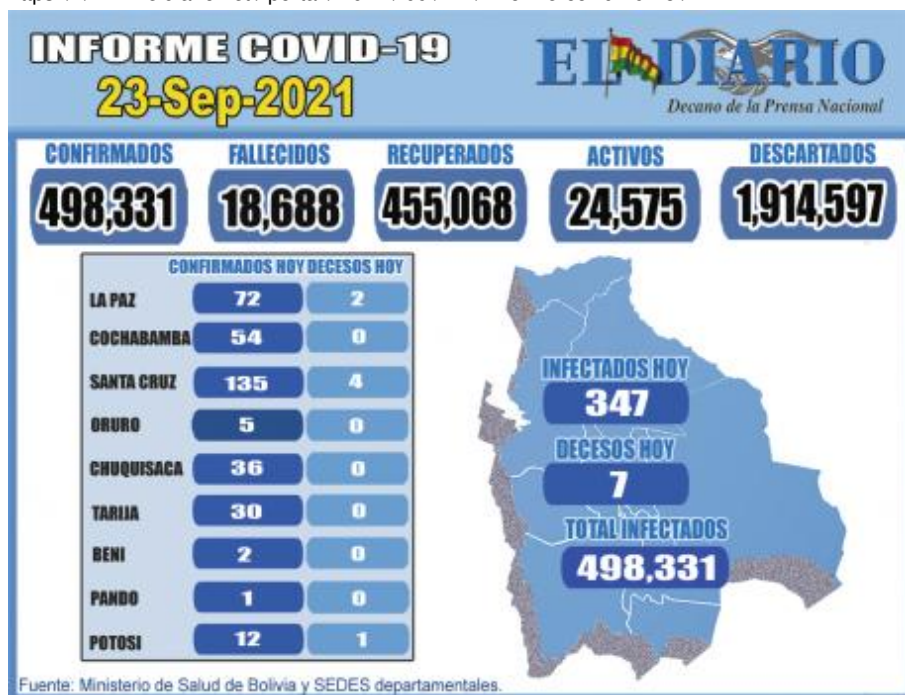 INFORME COVID-19
23-Sep-2021
EL DIARIO
Decano de la Prensa Nacional
CONFIRMADOS FALLECIDOS RECUPERADOS ACTIVOS DESCARTADOS
498,331 18,688 455,068 24,575 1,914,597
CONFIRMADOS HOY DECESOS HOY
LA PAZ 72 2
COCHABAMBA 54 0
SANTA CRUZ 135 4
ORURO 5 0
CHUQUISACA 36 0
TARIJA 30 0
BENI 2 0
PANDO 1 0
POTOSI 12 1
INFECTADOS HOY
347
DECESOS HOY
7
TOTAL INFECTADOS
498,331
Fuente: Ministerio de Salud de Bolivia y SEDES departamentales.